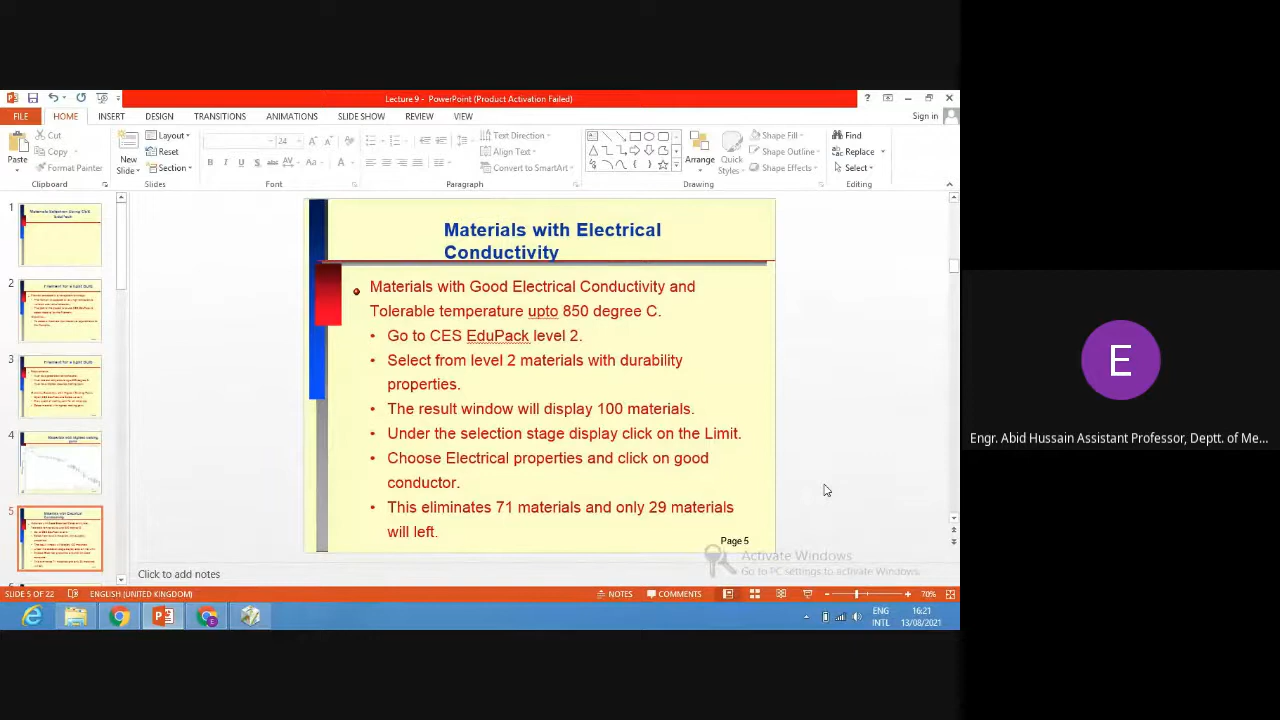 Lecture 9 - PowerPoint (Product Activation Failed)
FILE HOME INSERT DESIGN TRANSITIONS ANIMATIONS SLIDE SHOW REVIEW VIEW Sign in
Paste
Cut
Copy
Format Painter
Clipboard
New Slide
Layout
Reset
Section
Slides
24
Font
Text Direction
Align Text
Convert to SmartArt
Paragraph
Arrange
Quick Styles
Shape Fill
Shape Outline
Shape Effects
Drawing
Find
Replace
Select
Editing
1
2
3
4
5
Materials with Electrical
Conductivity
Materials with Good Electrical Conductivity and
Tolerable temperature upto 850 degree C.
• Go to CES EduPack level 2.
• Select from level 2 materials with durability
properties.
• The result window will display 100 materials.
• Under the selection stage display click on the Limit.
• Choose Electrical properties and click on good
conductor.
• This eliminates 71 materials and only 29 materials
will left.
Page 5
Activate Windows
Go to PC settings to activate Windows.
Click to add notes
SLIDE 5 OF 22 ENGLISH (UNITED KINGDOM) NOTES COMMENTS 70%
ENG
INTL
16:21
13/08/2021
E
Engr. Abid Hussain Assistant Professor, Deptt. of Me...